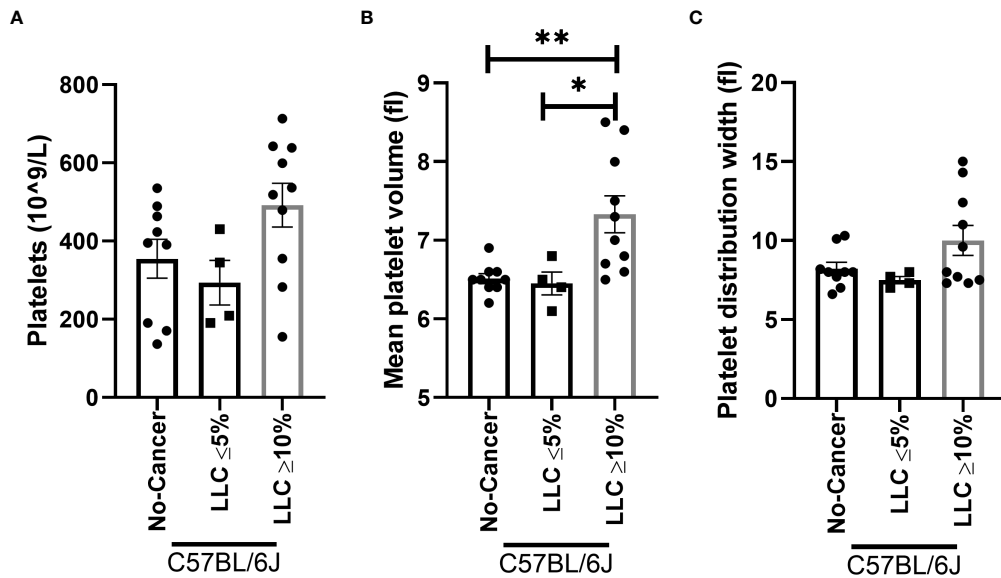 A
Platelets (10^9/L)
800
600
400
200
0
No-Cancer
LLC ≤5%
LLC ≥10%
C57BL/6J
B
Mean platelet volume (fl)
**
*
9
8
7
6
5
No-Cancer
LLC ≤5%
LLC ≥10%
C57BL/6J
C
Platelet distribution width (fl)
20
15
10
5
0
No-Cancer
LLC ≤5%
LLC ≥10%
C57BL/6J